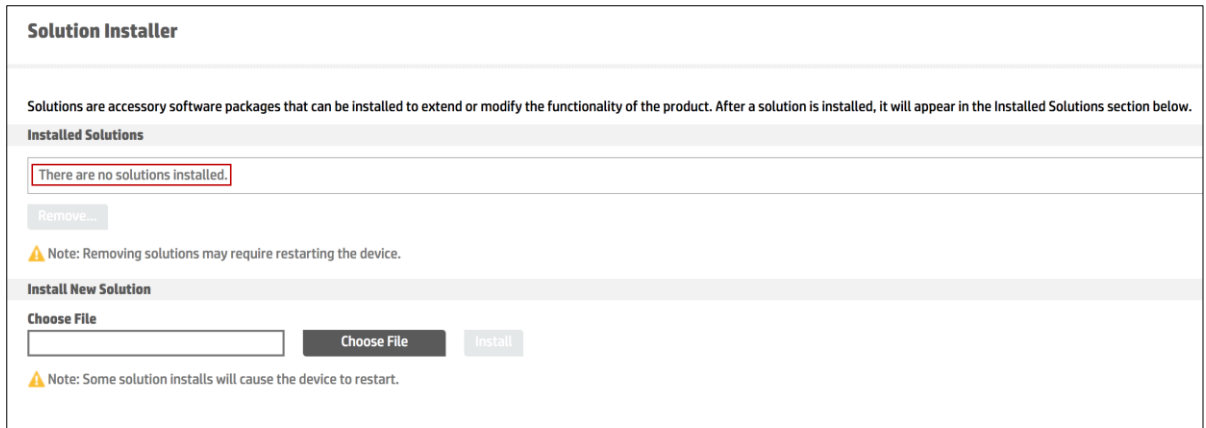 Solution Installer
Solutions are accessory software packages that can be installed to extend or modify the functionality of the product. After a solution is installed, it will appear in the Installed Solutions section below.
Installed Solutions
There are no solutions installed.
Remove...
Note: Removing solutions may require restarting the device.
Install New Solution
Choose File
Choose File Install
Note: Some solution installs will cause the device to restart.